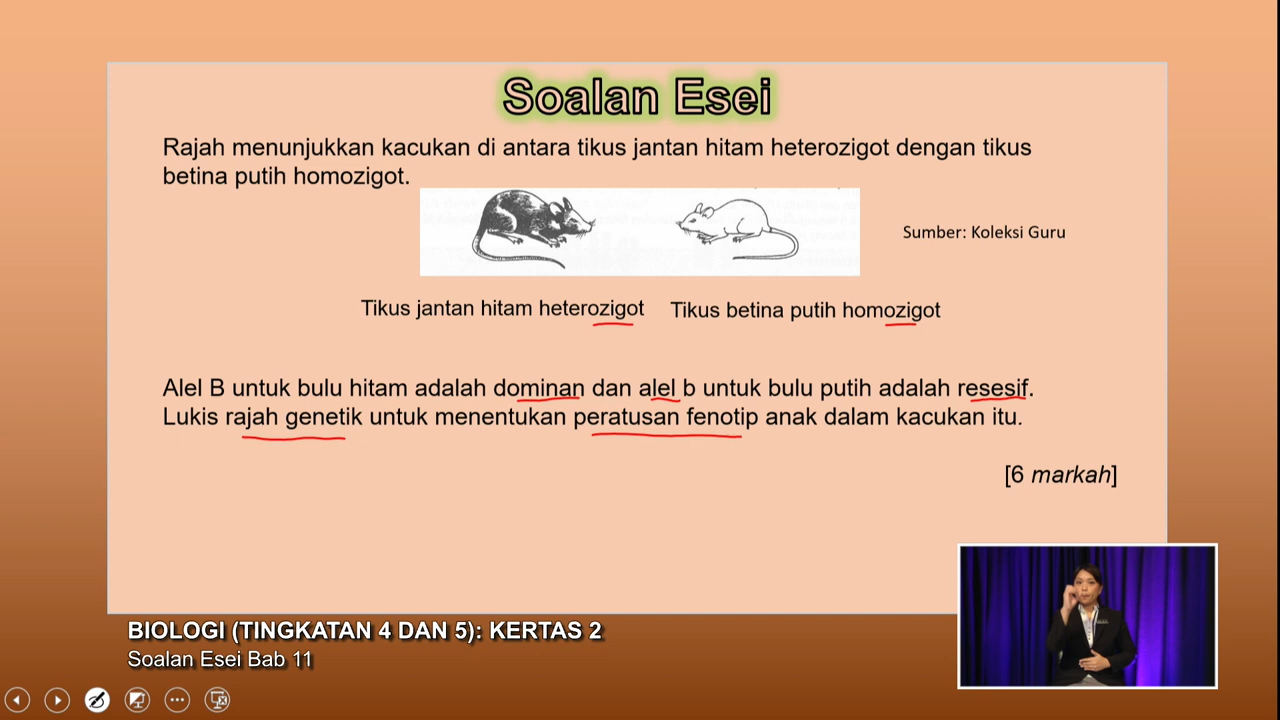 Soalan Esei
Rajah menunjukkan kacukan di antara tikus jantan hitam heterozigot dengan tikus
betina putih homozigot.
Sumber: Koleksi Guru
Tikus jantan hitam heterozigot
Tikus betina putih homozigot
Alel B untuk bulu hitam adalah dominan dan alel b untuk bulu putih adalah resesif.
Lukis rajah genetik untuk menentukan peratusan fenotip anak dalam kacukan itu.
[6 markah]
BIOLOGI (TINGKATAN 4 DAN 5): KERTAS 2
Soalan Esei Bab 11